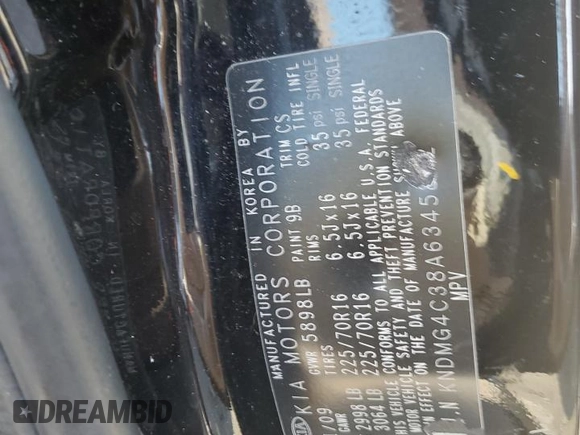 MANUFACTURED IN KOREA BY
KIA MOTORS CORPORATION
GVWR 5898LB PAINT 9B TRIM CS
/09 GAWR TIRES RIMS COLD TIRE INFL
2998 LB 225/70R16 6.5Jx16 35 psi SINGLE
3064 LB 225/70R16 6.5Jx16 35 psi SINGLE
THIS VEHICLE CONFORMS TO ALL APPLICABLE U.S.A. FEDERAL
MOTOR VEHICLE SAFETY AND THEFT PREVENTION STANDARDS
IN EFFECT ON THE DATE OF MANUFACTURE SHOWN ABOVE
I.N KNDMG4C38A6345
MPV
DREAMBID